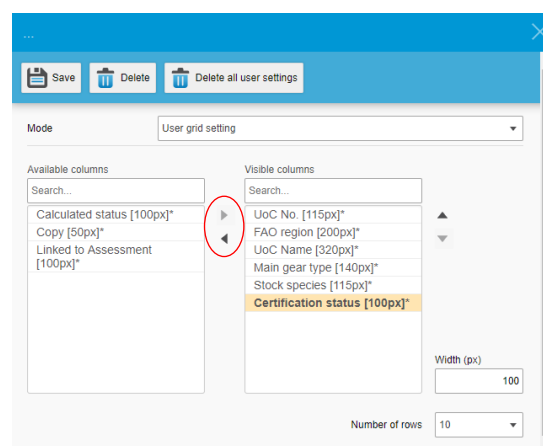 ...
Save Delete Delete all user settings
Mode User grid setting
Available columns
Search...
Calculated status [100px]*
Copy [50px]*
Linked to Assessment
[100px]*
Visible columns
Search...
UoC No. [115px]*
FAO region [200px]*
UoC Name [320px]*
Main gear type [140px]*
Stock species [115px]*
Certification status [100px]*
Width (px)
100
Number of rows 10